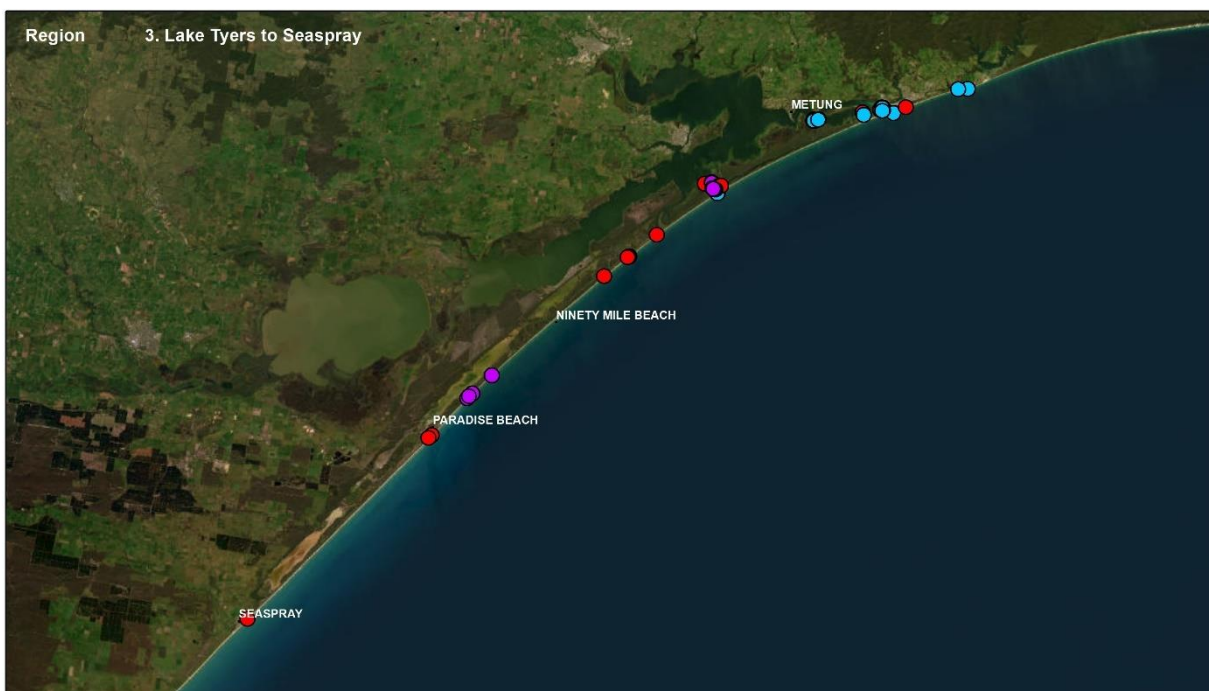 Region 3. Lake Tyers to Seaspray
METUNG
NINETY MILE BEACH
PARADISE BEACH
SEASPRAY